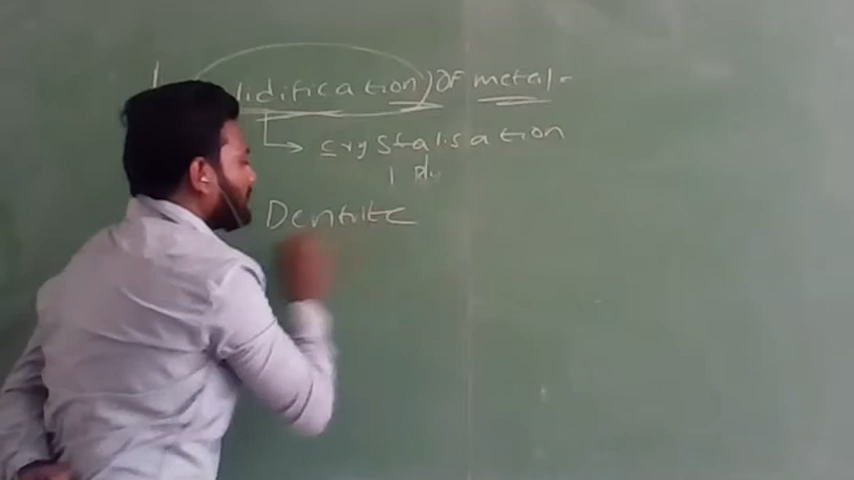 lidification) of metal.
crystalisation
Dentrite